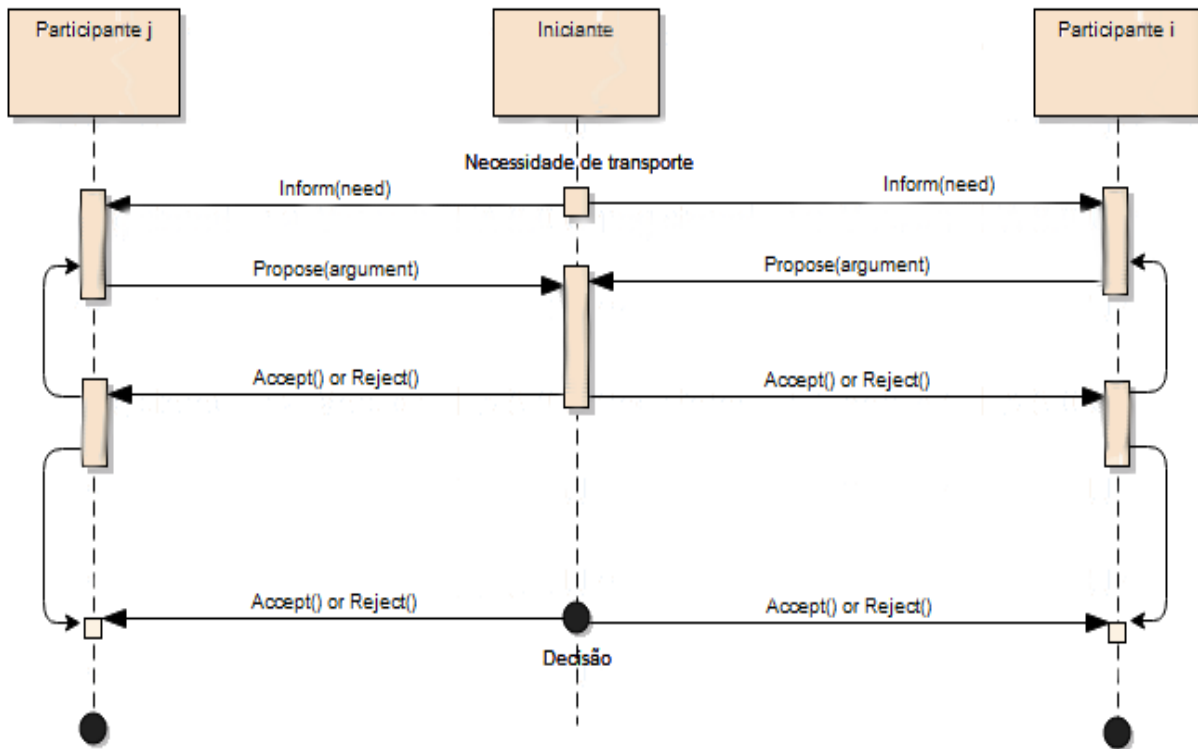 Participante j
Iniciante
Participante i
Necessidade de transporte
Inform(need)
Inform(need)
Propose(argument)
Propose(argument)
Accept() or Reject()
Accept() or Reject()
Accept() or Reject()
Accept() or Reject()
Decisão